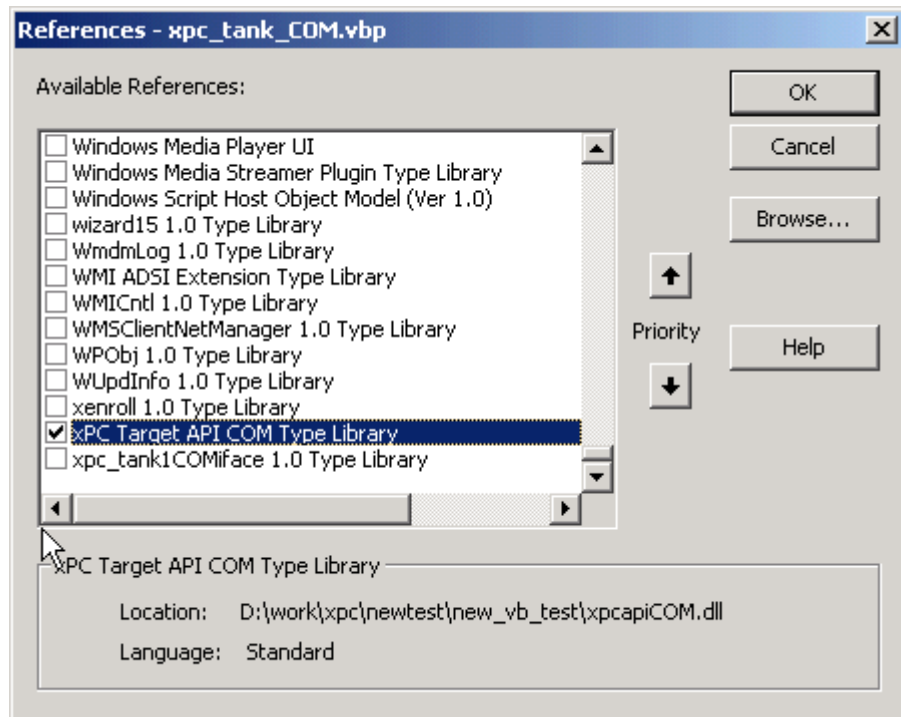 References - xpc_tank_COM.vbp
Available References:
OK
Cancel
Browse...
Help
Priority
Windows Media Player UI
Windows Media Streamer Plugin Type Library
Windows Script Host Object Model (Ver 1.0)
wizard15 1.0 Type Library
WmdmLog 1.0 Type Library
WMI ADSI Extension Type Library
WMICntl 1.0 Type Library
WMSClientNetManager 1.0 Type Library
WPObj 1.0 Type Library
WUpdInfo 1.0 Type Library
xenroll 1.0 Type Library
xPC Target API COM Type Library
xpc_tank1COMiface 1.0 Type Library
xPC Target API COM Type Library
Location: D:\work\xpc\newtest\new_vb_test\xpcapiCOM.dll
Language: Standard